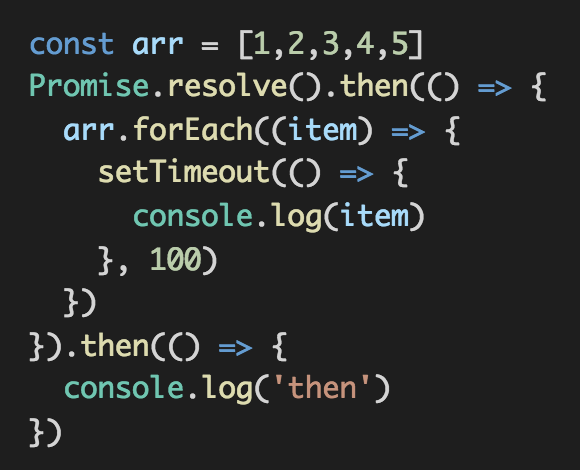 const arr = [1,2,3,4,5]
Promise.resolve().then(() => {
  arr.forEach((item) => {
    setTimeout(() => {
      console.log(item)
    }, 100)
  })
}).then(() => {
  console.log('then')
})